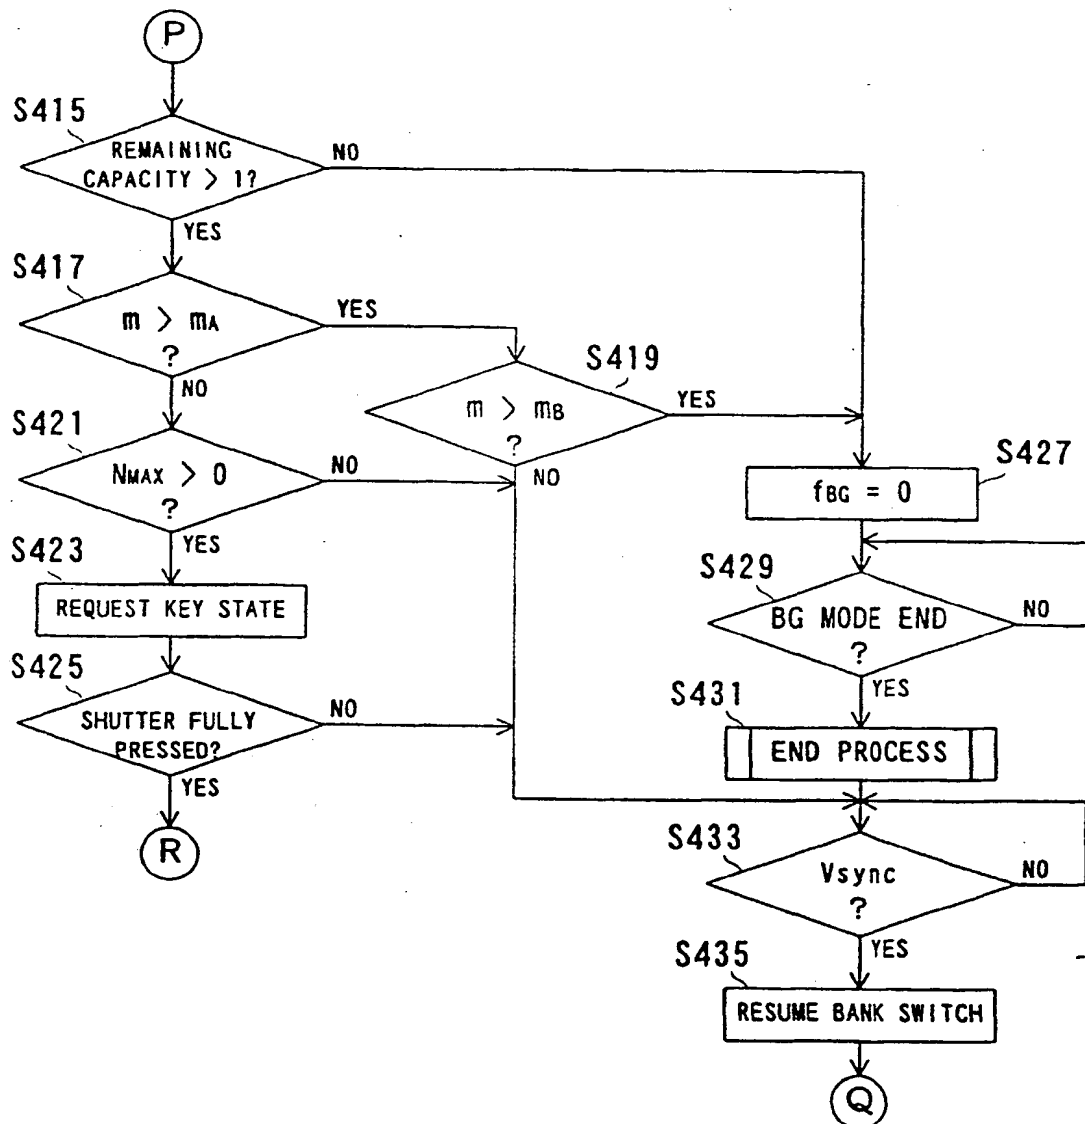 P
S415
REMAINING
CAPACITY > 1?
NO
YES
S417
m > mA
?
YES
NO
S419
m > mB
?
YES
NO
S421
NMAX > 0
?
NO
YES
S423
REQUEST KEY STATE
S425
SHUTTER FULLY
PRESSED?
NO
YES
R
S427
fBG = 0
S429
BG MODE END
?
NO
YES
S431
END PROCESS
S433
Vsync
?
NO
YES
S435
RESUME BANK SWITCH
Q